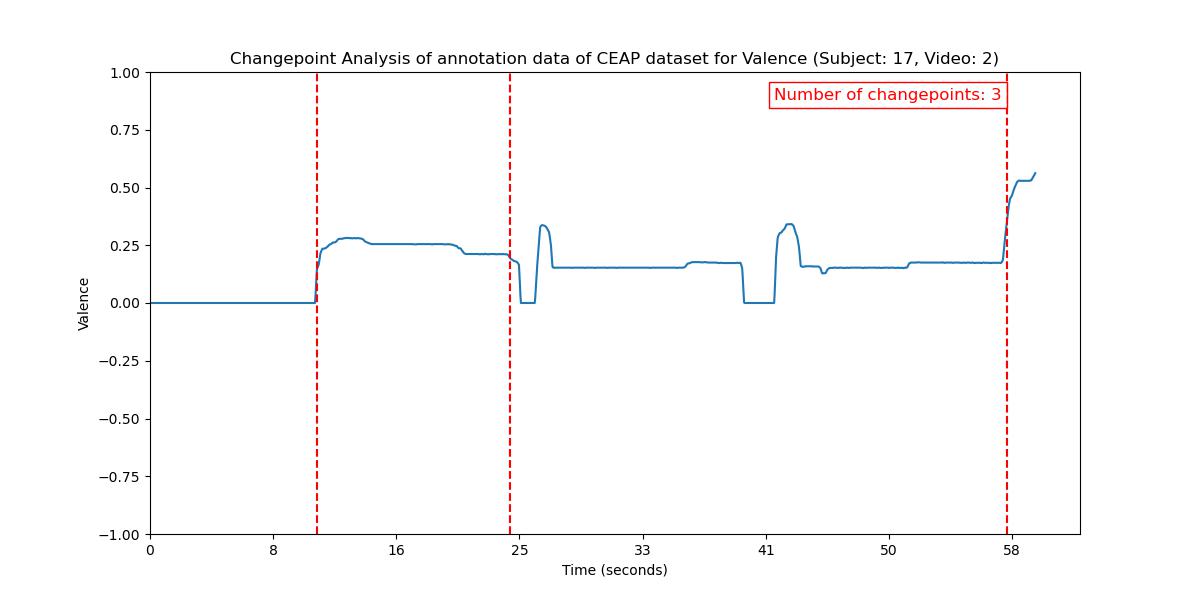 Changepoint Analysis of annotation data of CEAP dataset for Valence (Subject: 17, Video: 2)
Number of changepoints: 3
1.00
0.75
0.50
0.25
0.00
−0.25
−0.50
−0.75
−1.00
Valence
0 8 16 25 33 41 50 58
Time (seconds)